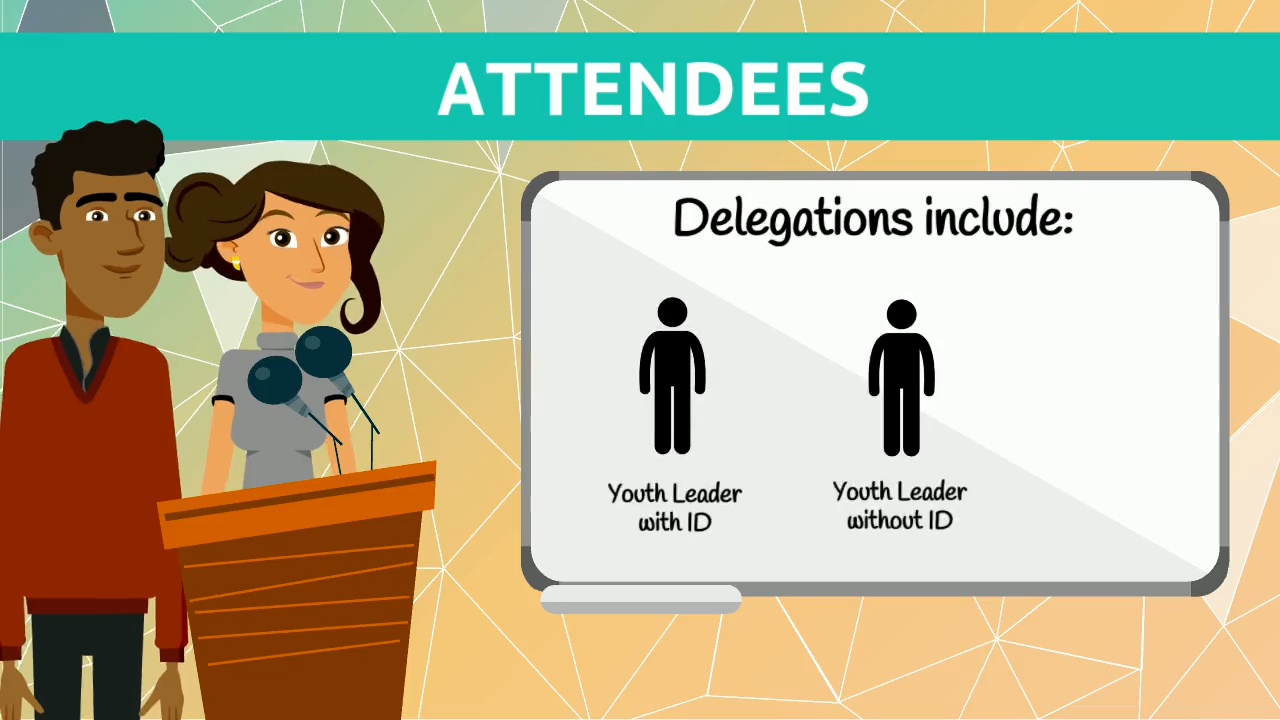 ATTENDEES
Delegations include:
Youth Leader
with ID
Youth Leader
without ID